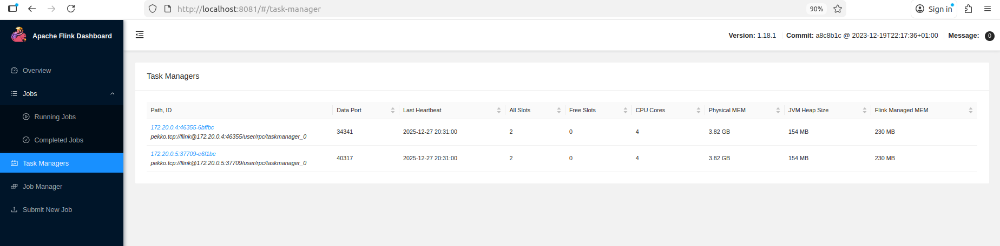 http://localhost:8081/#/task-manager
90%
Sign in
Apache Flink Dashboard
Version: 1.18.1 Commit: a8c8b1c @ 2023-12-19T22:17:36+01:00 Message: 0
Overview
Jobs
Running Jobs
Completed Jobs
Task Managers
Job Manager
Submit New Job
Task Managers
Path, ID Data Port Last Heartbeat All Slots Free Slots CPU Cores Physical MEM JVM Heap Size Flink Managed MEM
172.20.0.4:46355-6bffbc
pekko.tcp://flink@172.20.0.4:46355/user/rpc/taskmanager_0
34341 2025-12-27 20:31:00 2 0 4 3.82 GB 154 MB 230 MB
172.20.0.5:37709-e6f1be
pekko.tcp://flink@172.20.0.5:37709/user/rpc/taskmanager_0
40317 2025-12-27 20:31:00 2 0 4 3.82 GB 154 MB 230 MB